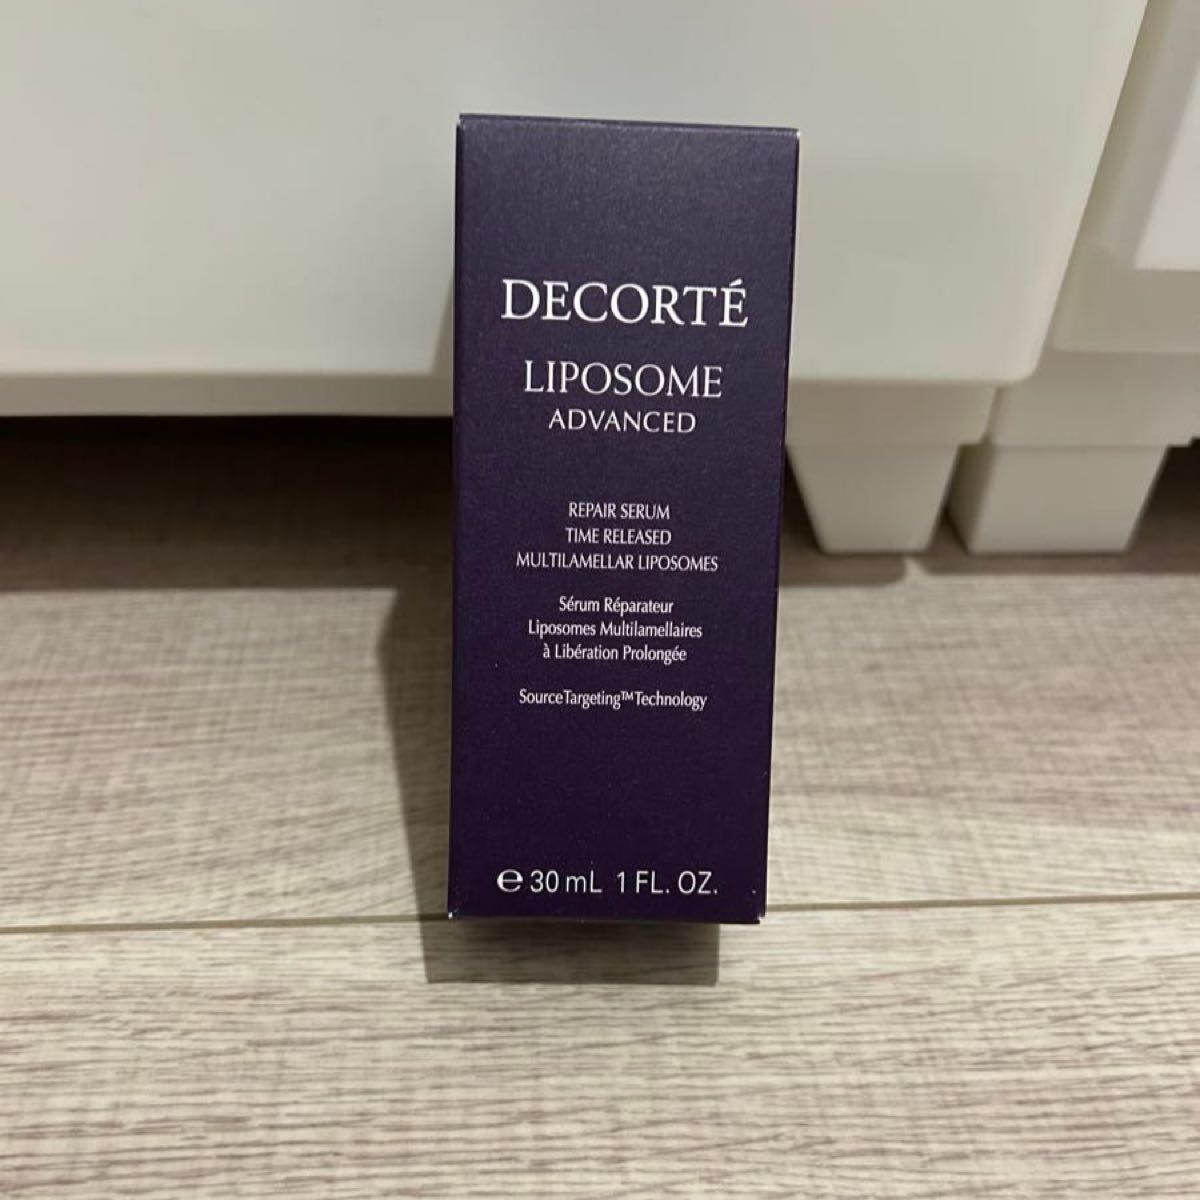 DECORTÉ
LIPOSOME
ADVANCED
REPAIR SERUM
TIME RELEASED
MULTILAMELLAR LIPOSOMES
Sérum Réparateur
Liposomes Multilamellaires
à Libération Prolongée
SourceTargeting™Technology
℮ 30 mL 1 FL. OZ.